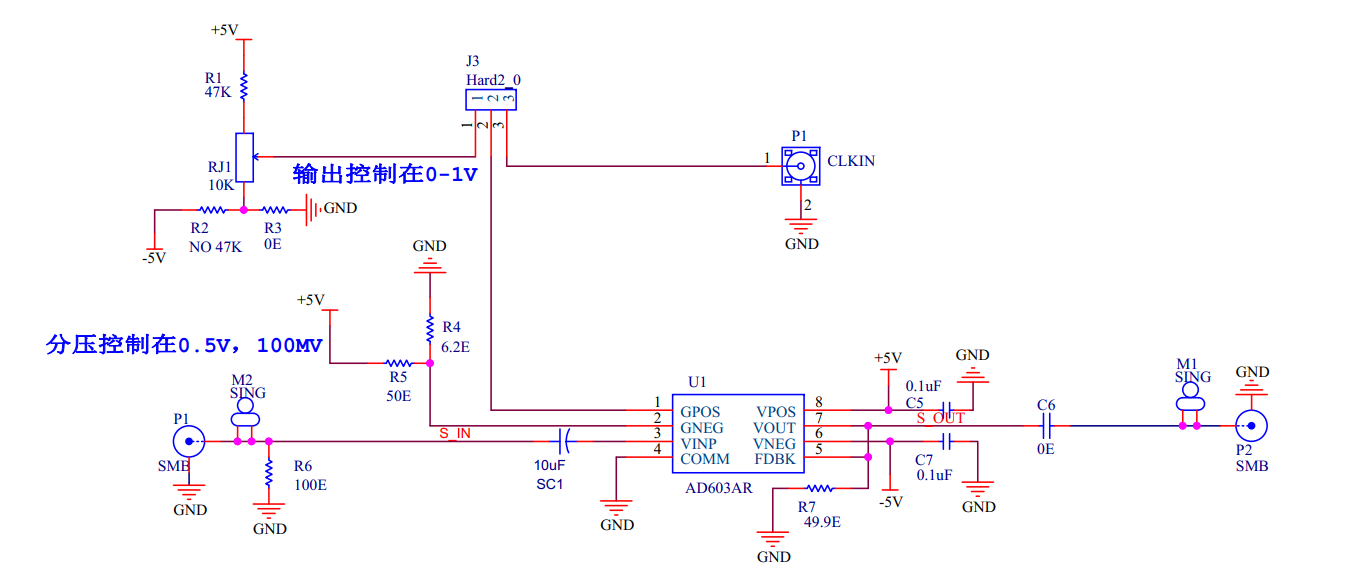 +5V
R1
47K
RJ1
10K
输出控制在0-1V
R2
NO 47K
R3
0E
GND
-5V
J3
Hard2_0
1
2
3
1
2
3
P1
1
CLKIN
2
GND
GND
+5V
R4
6.2E
R5
50E
分压控制在0.5V，100MV
M2
SING
P1
SMB
GND
R6
100E
GND
S_IN
10uF
SC1
GND
U1
1
2
3
4
GPOS
GNEG
VINP
COMM
VPOS
VOUT
VNEG
FDBK
8
7
6
5
AD603AR
+5V
GND
0.1uF
C5
S_OUT
C7
0.1uF
GND
-5V
R7
49.9E
GND
C6
0E
M1
SING
GND
P2
SMB